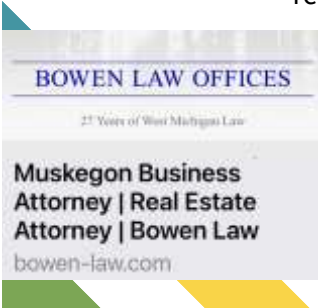 BOWEN LAW OFFICES
27 Years of West Michigan Law
Muskegon Business
Attorney | Real Estate
Attorney | Bowen Law
bowen-law.com